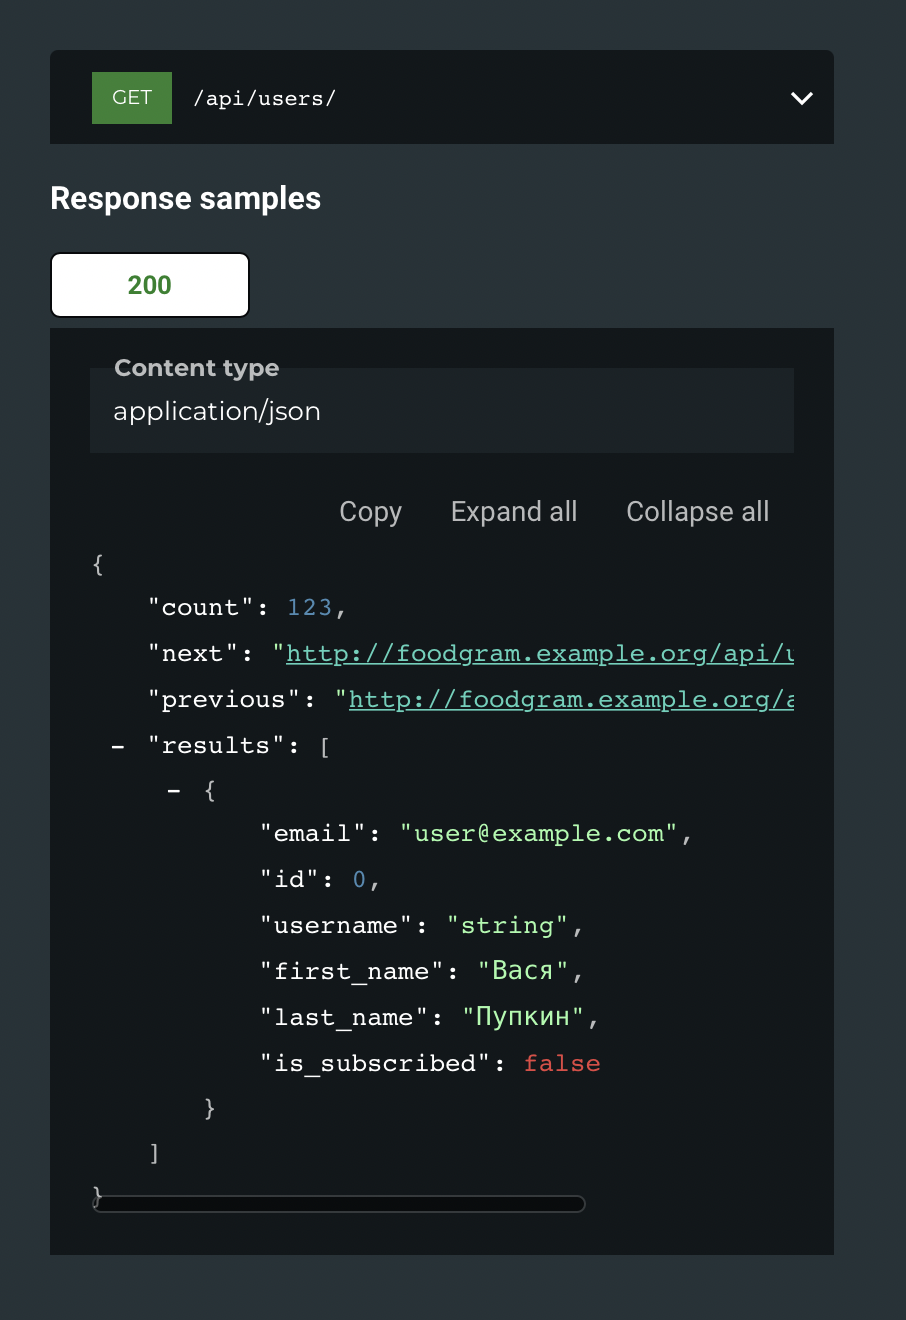 GET /api/users/
Response samples
200
Content type
application/json
Copy Expand all Collapse all
{
"count": 123,
"next": "http://foodgram.example.org/api/u
"previous": "http://foodgram.example.org/a
- "results": [
- {
"email": "user@example.com",
"id": 0,
"username": "string",
"first_name": "Вася",
"last_name": "Пупкин",
"is_subscribed": false
}
]
}